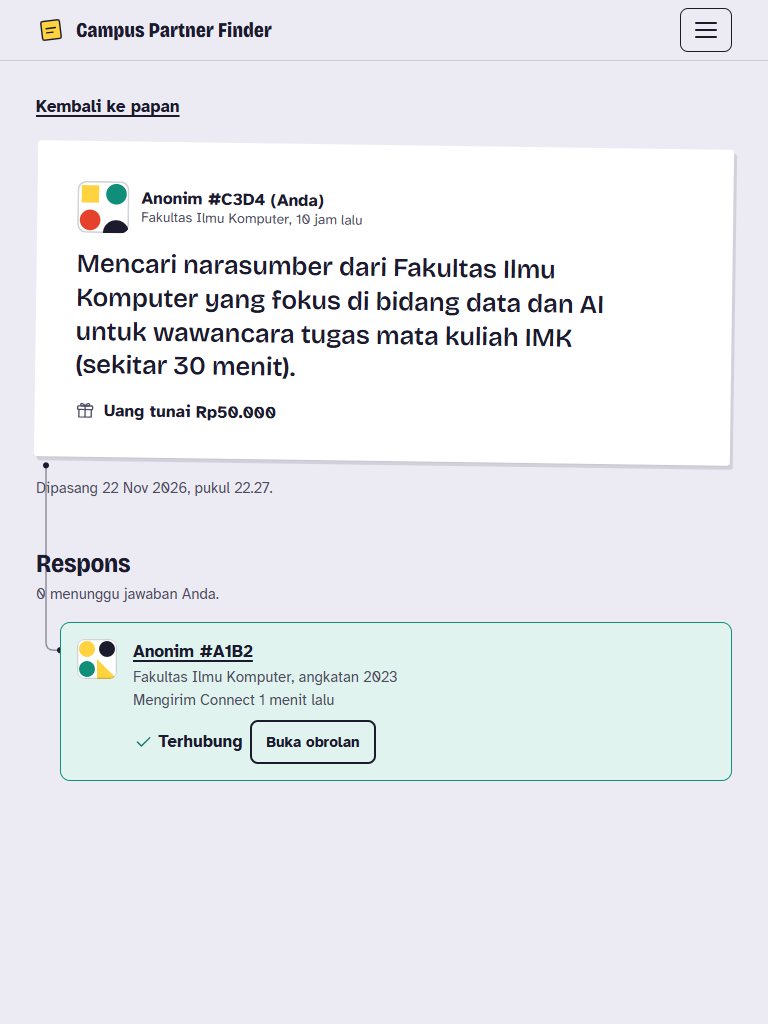 Campus Partner Finder
Kembali ke papan
Anonim #C3D4 (Anda)
Fakultas Ilmu Komputer, 10 jam lalu
Mencari narasumber dari Fakultas Ilmu
Komputer yang fokus di bidang data dan AI
untuk wawancara tugas mata kuliah IMK
(sekitar 30 menit).
Uang tunai Rp50.000
Dipasang 22 Nov 2026, pukul 22.27.
Respons
0 menunggu jawaban Anda.
Anonim #A1B2
Fakultas Ilmu Komputer, angkatan 2023
Mengirim Connect 1 menit lalu
Terhubung Buka obrolan